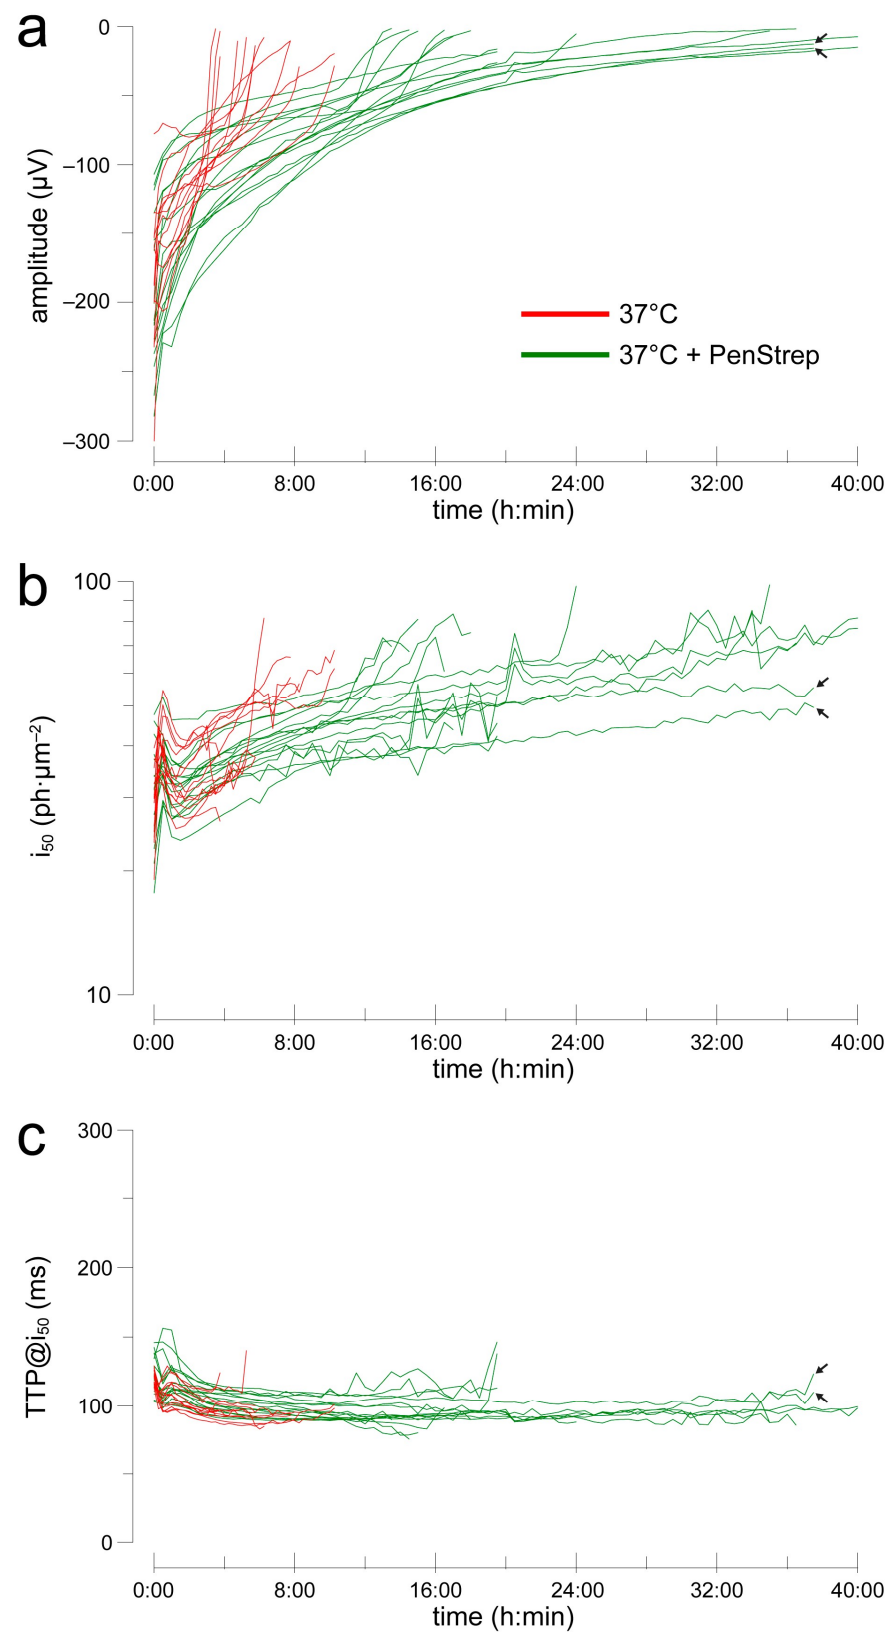 a
0
–100
–200
–300
amplitude (µV)
37°C
37°C + PenStrep
0:00 8:00 16:00 24:00 32:00 40:00
time (h:min)
b
100
10
i50 (ph·µm–2)
0:00 8:00 16:00 24:00 32:00 40:00
time (h:min)
c
300
200
100
0
TTP@i50 (ms)
0:00 8:00 16:00 24:00 32:00 40:00
time (h:min)